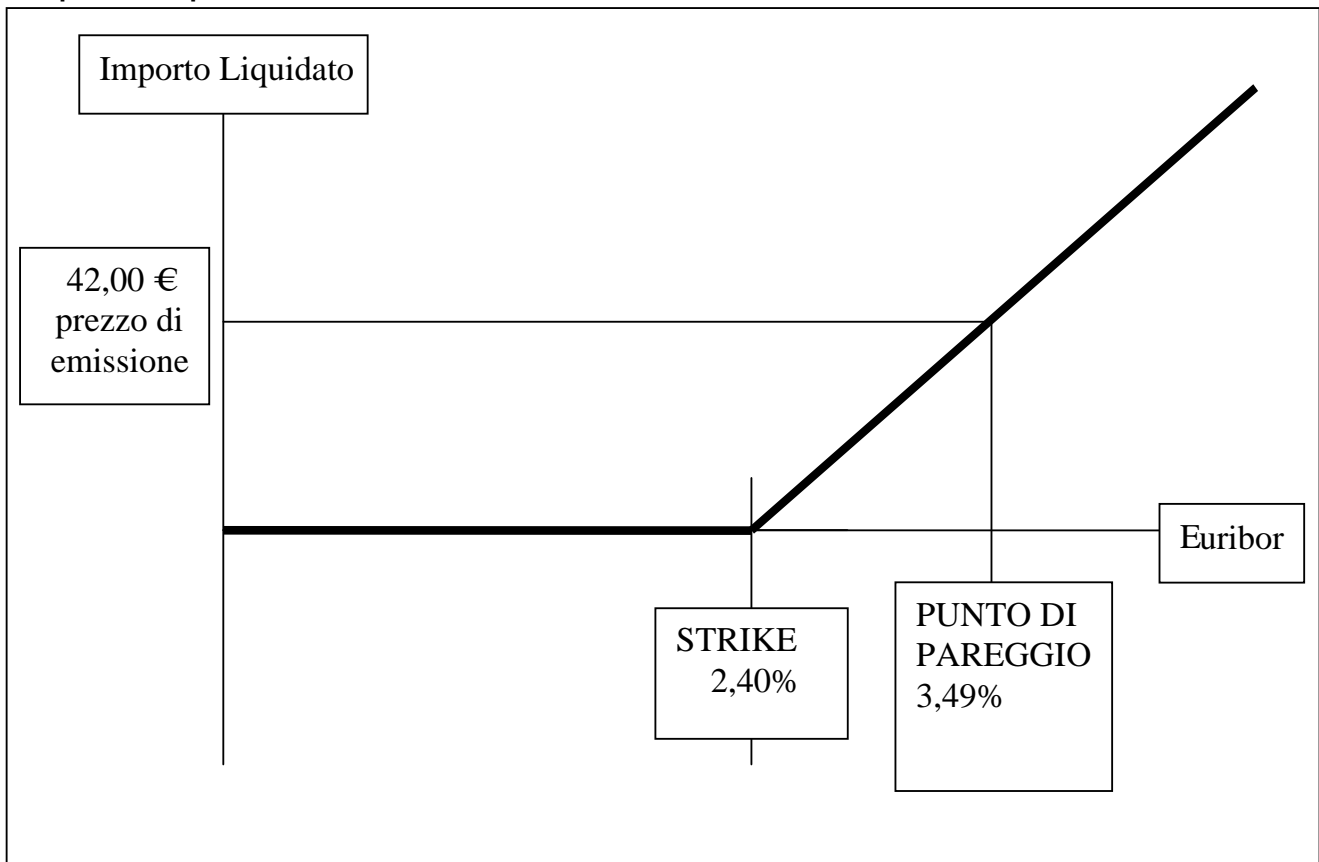 Importo Liquidato
42,00 €
prezzo di
emissione
Euribor
STRIKE
2,40%
PUNTO DI
PAREGGIO
3,49%